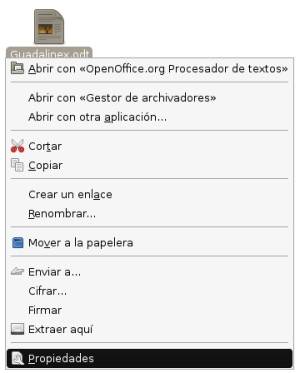 Guadalinex.odt
Abrir con «OpenOffice.org Procesador de textos»
Abrir con «Gestor de archivadores»
Abrir con otra aplicación...
Cortar
Copiar
Crear un enlace
Renombrar...
Mover a la papelera
Enviar a...
Cifrar...
Firmar
Extraer aquí
Propiedades